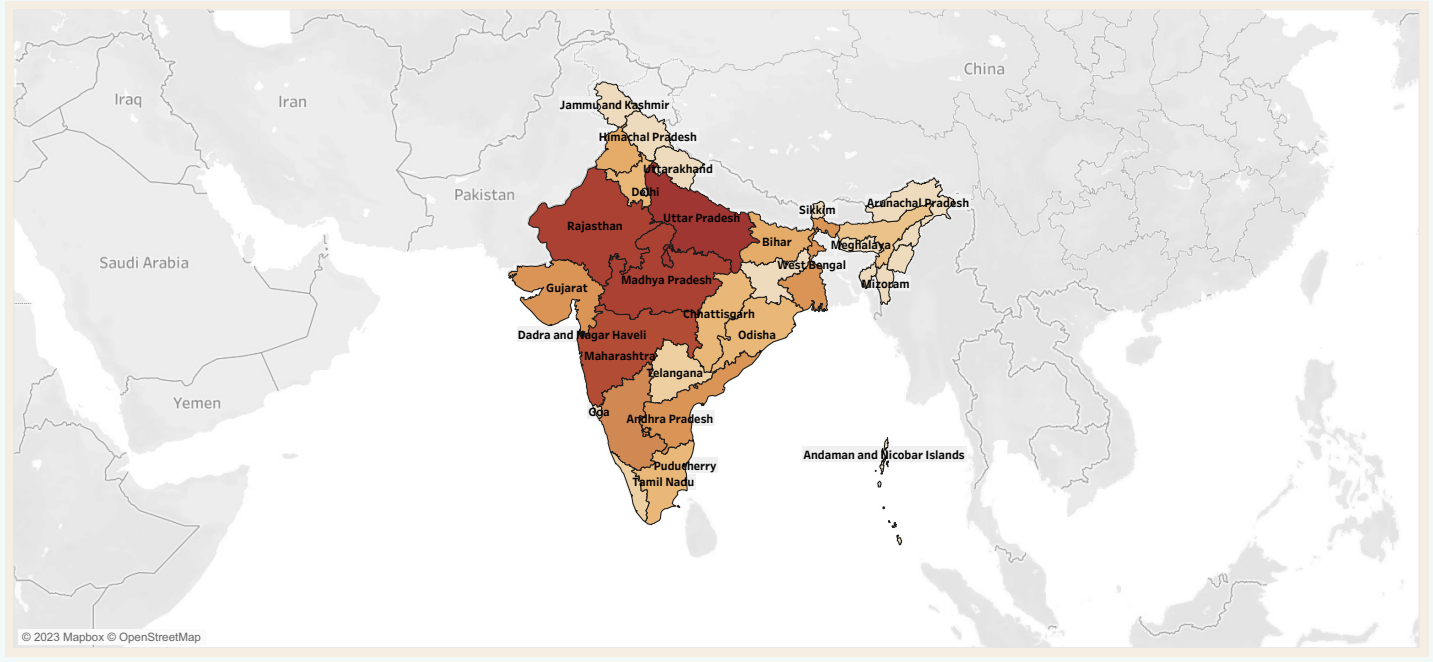 China
Iraq
Iran
Jammu and Kashmir
Himachal Pradesh
Uttarakhand
Pakistan
Delhi
Arunachal Pradesh
Sikkim
Uttar Pradesh
Rajasthan
Bihar
Meghalaya
Saudi Arabia
West Bengal
Madhya Pradesh
Mizoram
Gujarat
Chhattisgarh
Dadra and Nagar Haveli
Odisha
Maharashtra
Telangana
Yemen
Goa
Andhra Pradesh
Andaman and Nicobar Islands
Puducherry
Tamil Nadu
© 2023 Mapbox © OpenStreetMap